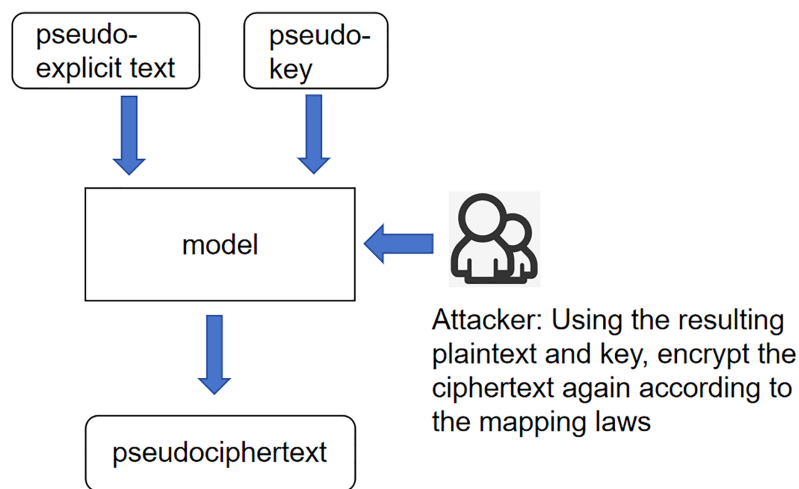 pseudo-
explicit text
pseudo-
key
model
Attacker: Using the resulting
plaintext and key, encrypt the
ciphertext again according to
the mapping laws
pseudociphertext